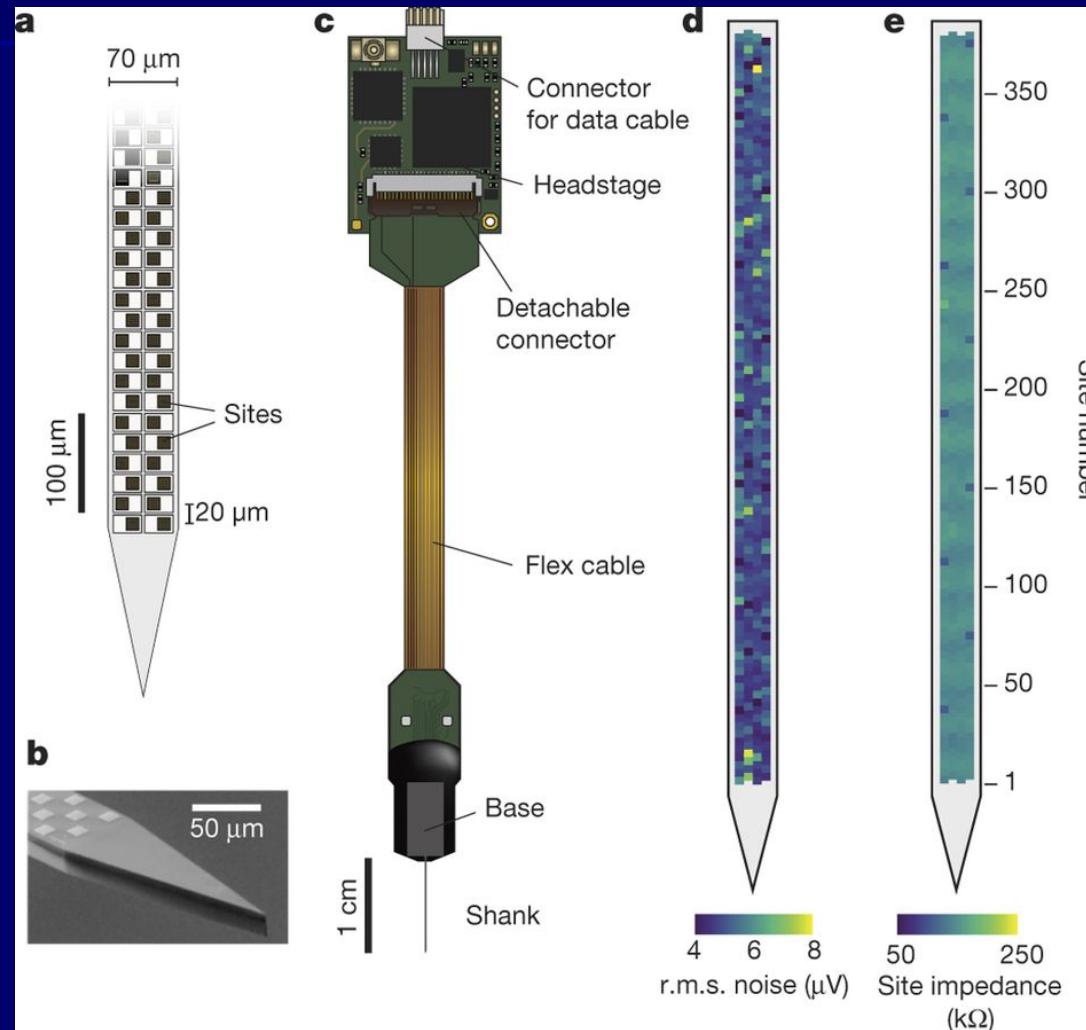 a
70 μm
100 μm
Sites
20 μm
b
50 μm
c
Connector
for data cable
Headstage
Detachable
connector
Flex cable
Base
1 cm
Shank
d
4 6 8
r.m.s. noise (μV)
e
350
300
250
200
150
100
50
1
Site number
50 250
Site impedance
(kΩ)